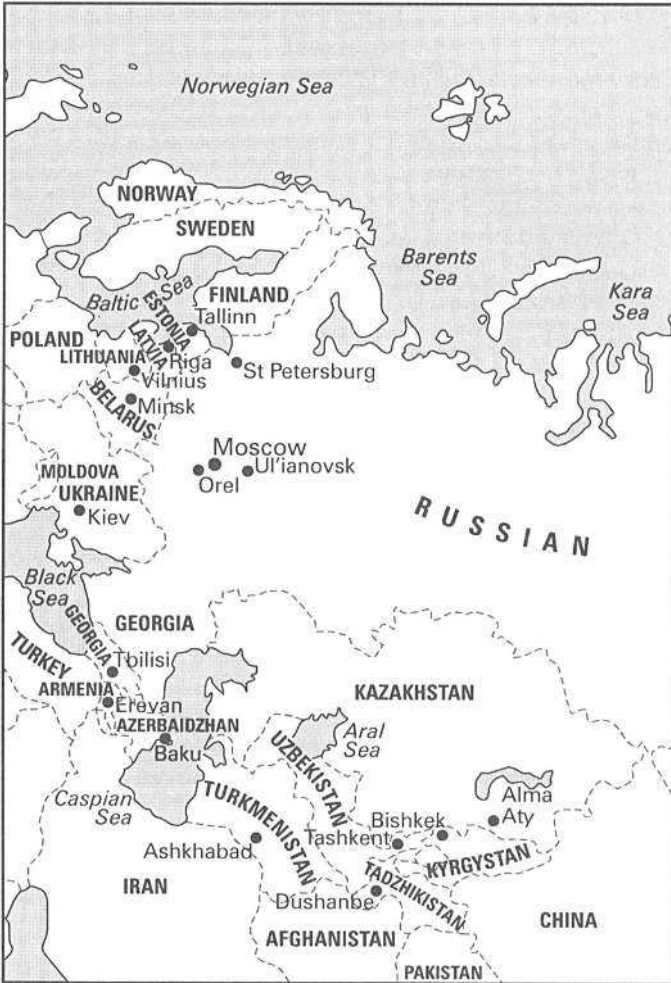 Norwegian Sea
NORWAY
SWEDEN
Barents
Sea
Kara
Sea
Baltic Sea
FINLAND
ESTONIA
Tallinn
LATVIA
POLAND
LITHUANIA
Riga
St Petersburg
Vilnius
BELARUS
Minsk
Moscow
Ul'ianovsk
Orel
MOLDOVA
UKRAINE
Kiev
RUSSIAN
Black
Sea
GEORGIA
GEORGIA
TURKEY
Tbilisi
ARMENIA
Erevan
KAZAKHSTAN
AZERBAIDZHAN
Baku
Aral
Sea
UZBEKISTAN
Caspian
Sea
TURKMENISTAN
Alma
Aty
Bishkek
Tashkent
Ashkhabad
KYRGYSTAN
TADZHIKISTAN
IRAN
Dushanbe
CHINA
AFGHANISTAN
PAKISTAN